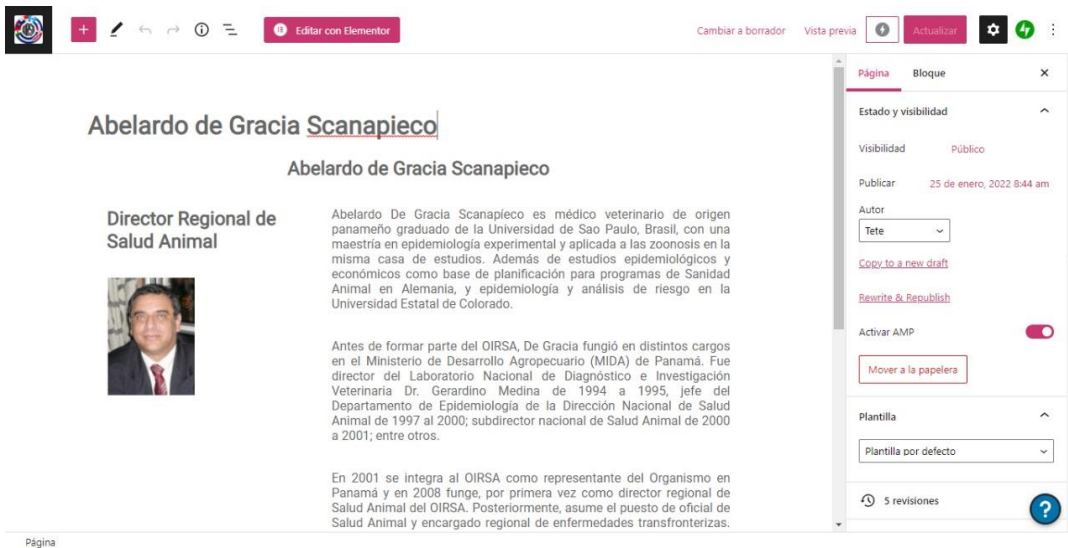 Editar con Elementor
Cambiar a borrador
Vista previa
Actualizar
Abelardo de Gracia Scanapieco
Abelardo de Gracia Scanapieco
Director Regional de
Salud Animal
Abelardo De Gracia Scanapíeco es médico veterinario de origen
panameño graduado de la Universidad de Sao Paulo, Brasil, con una
maestría en epidemiología experimental y aplicada a las zoonosis en la
misma casa de estudios. Además de estudios epidemiológicos y
económicos como base de planificación para programas de Sanidad
Animal en Alemania, y epidemiología y análisis de riesgo en la
Universidad Estatal de Colorado.
Antes de formar parte del OIRSA, De Gracia fungió en distintos cargos
en el Ministerio de Desarrollo Agropecuario (MIDA) de Panamá. Fue
director del Laboratorio Nacional de Diagnóstico e Investigación
Veterinaria Dr. Gerardino Medina de 1994 a 1995, jefe del
Departamento de Epidemiología de la Dirección Nacional de Salud
Animal de 1997 al 2000; subdirector nacional de Salud Animal de 2000
a 2001; entre otros.
En 2001 se integra al OIRSA como representante del Organismo en
Panamá y en 2008 funge, por primera vez como director regional de
Salud Animal del OIRSA. Posteriormente, asume el puesto de oficial de
Salud Animal y encargado regional de enfermedades transfronterizas.
Página
Bloque
Estado y visibilidad
Visibilidad
Público
Publicar
25 de enero, 2022 8:44 am
Autor
Tete
Copy to a new draft
Rewrite & Republish
Activar AMP
Mover a la papelera
Plantilla
Plantilla por defecto
5 revisiones
?
Página